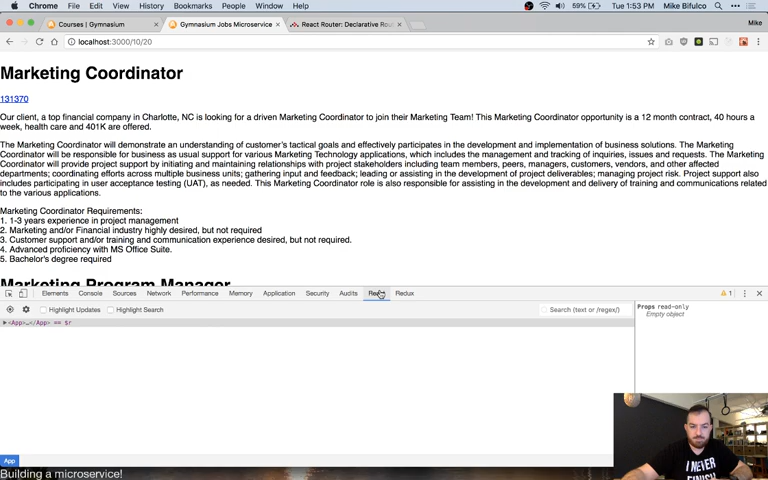 Chrome File Edit View History Bookmarks People Window Help 59% Tue 1:53 PM Mike Bifulco
Courses | Gymnasium Gymnasium Jobs Microservice React Router: Declarative Rou Mike
localhost:3000/10/20
Marketing Coordinator
131370
Our client, a top financial company in Charlotte, NC is looking for a driven Marketing Coordinator to join their Marketing Team! This Marketing Coordinator opportunity is a 12 month contract, 40 hours a
week, health care and 401K are offered.
The Marketing Coordinator will demonstrate an understanding of customer's tactical goals and effectively participates in the development and implementation of business solutions. The Marketing
Coordinator will be responsible for business as usual support for various Marketing Technology applications, which includes the management and tracking of inquiries, issues and requests. The Marketing
Coordinator will provide project support by initiating and maintaining relationships with project stakeholders including team members, peers, managers, customers, vendors, and other affected
departments; coordinating efforts across multiple business units; gathering input and feedback; leading or assisting in the development of project deliverables; managing project risk. Project support also
includes participating in user acceptance testing (UAT), as needed. This Marketing Coordinator role is also responsible for assisting in the development and delivery of training and communications related
to the various applications.
Marketing Coordinator Requirements:
1. 1-3 years experience in project management
2. Marketing and/or Financial industry highly desired, but not required
3. Customer support and/or training and communication experience desired, but not required.
4. Advanced proficiency with MS Office Suite.
5. Bachelor's degree required
Marketing Program Manager
Elements Console Sources Network Performance Memory Application Security Audits React Redux 1
Highlight Updates Highlight Search Search (text or /regex/)
Props read-only
Empty object
<App>…</App> == $r
App
Building a microservice!
I NEVER
FINISH